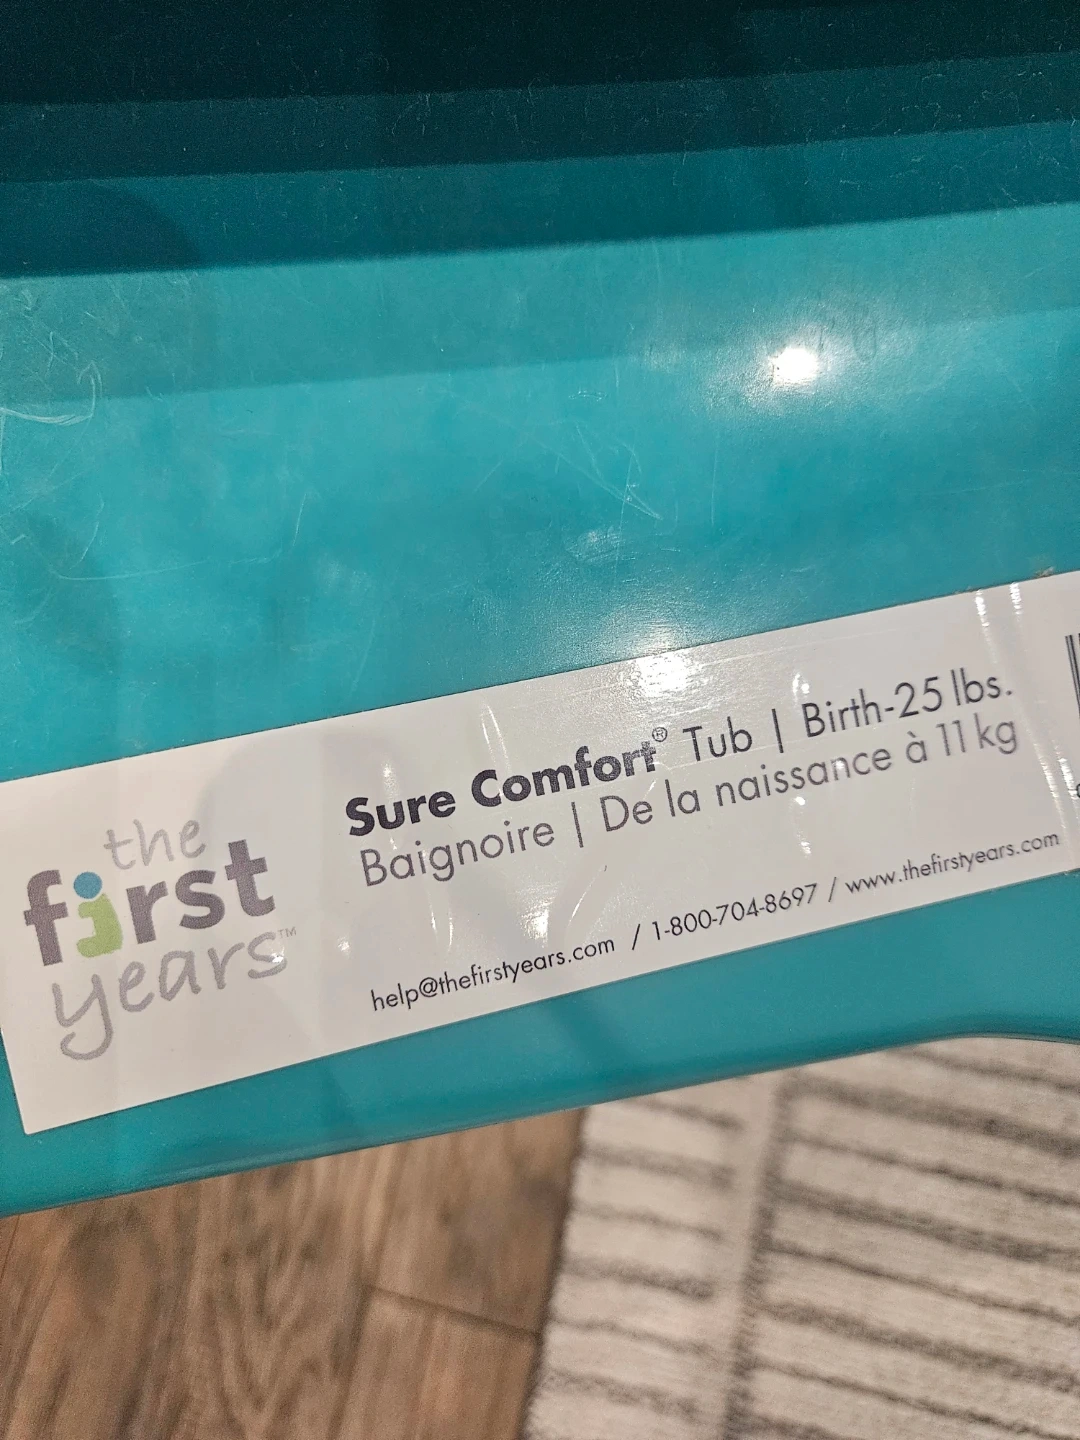 the
first
years™
Sure Comfort® Tub | Birth-25 lbs.
Baignoire | De la naissance à 11 kg
help@thefirstyears.com / 1-800-704-8697 / www.thefirstyears.com